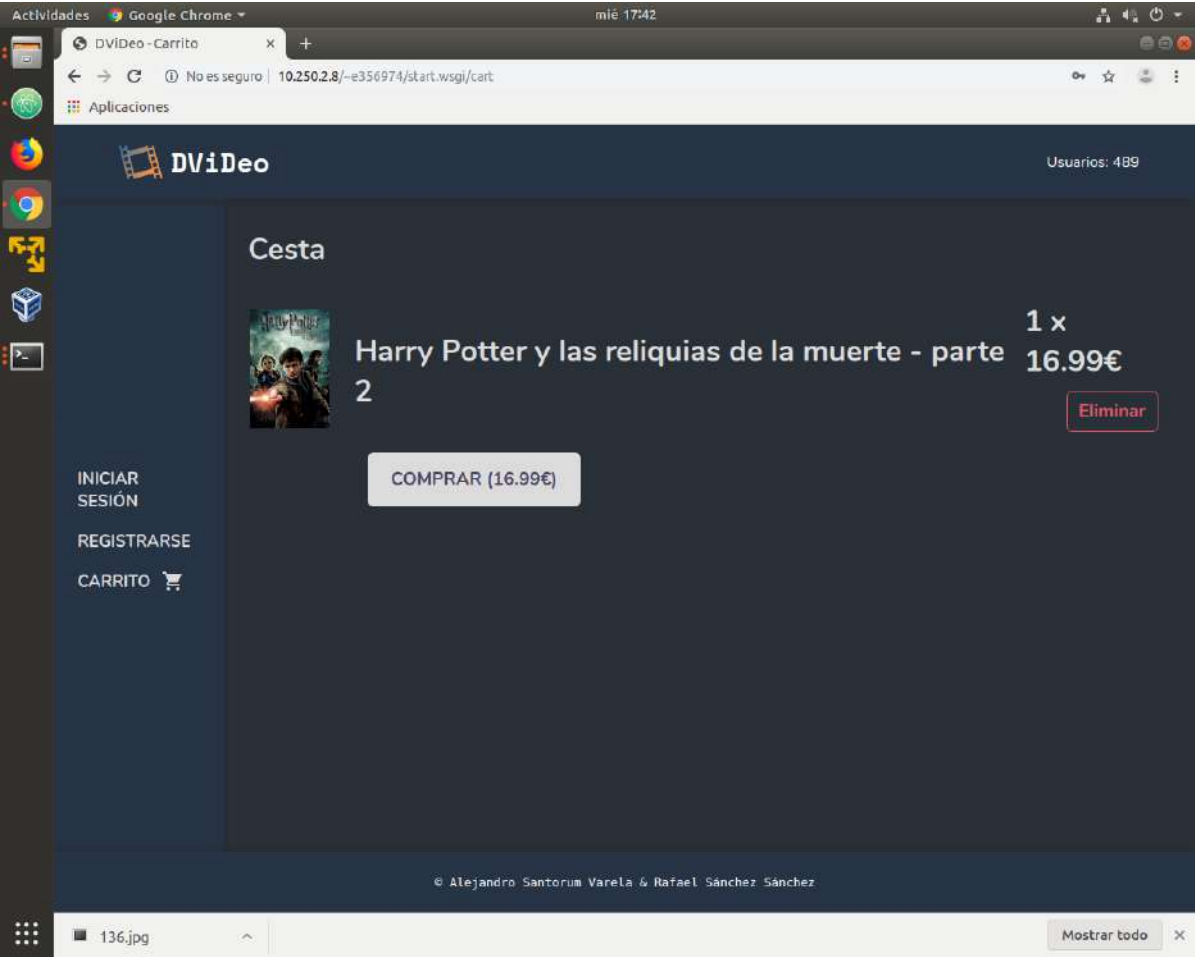 Actividades Google Chrome mié 17:42
DViDeo - Carrito
No es seguro 10.250.2.8/~e356974/start.wsgi/cart
Aplicaciones
DViDeo
Usuarios: 489
Cesta
Harry Potter
Harry Potter y las reliquias de la muerte - parte
2
1 x
16.99€
Eliminar
COMPRAR (16.99€)
INICIAR
SESIÓN
REGISTRARSE
CARRITO
© Alejandro Santorum Varela & Rafael Sánchez Sánchez
136.jpg
Mostrar todo